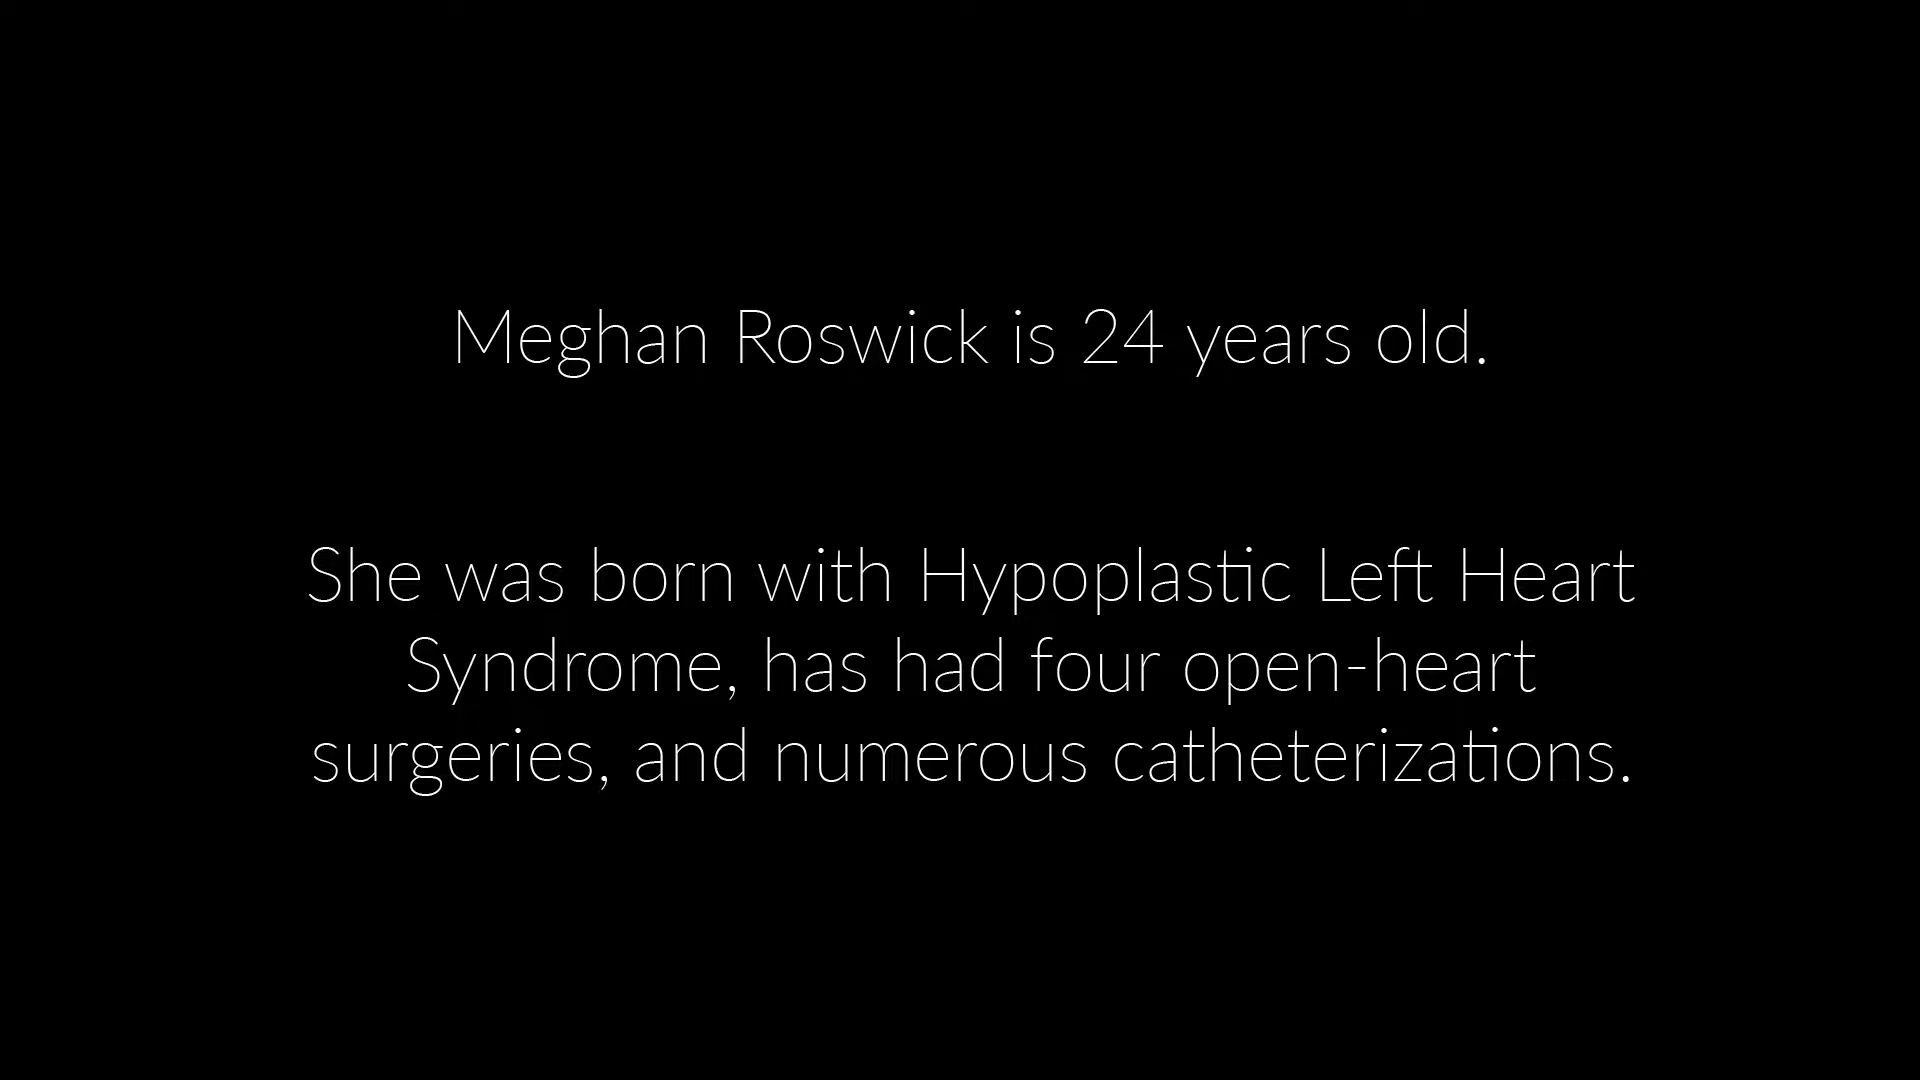 Meghan Roswick is 24 years old.
She was born with Hypoplastic Left Heart
Syndrome, has had four open-heart
surgeries, and numerous catheterizations.